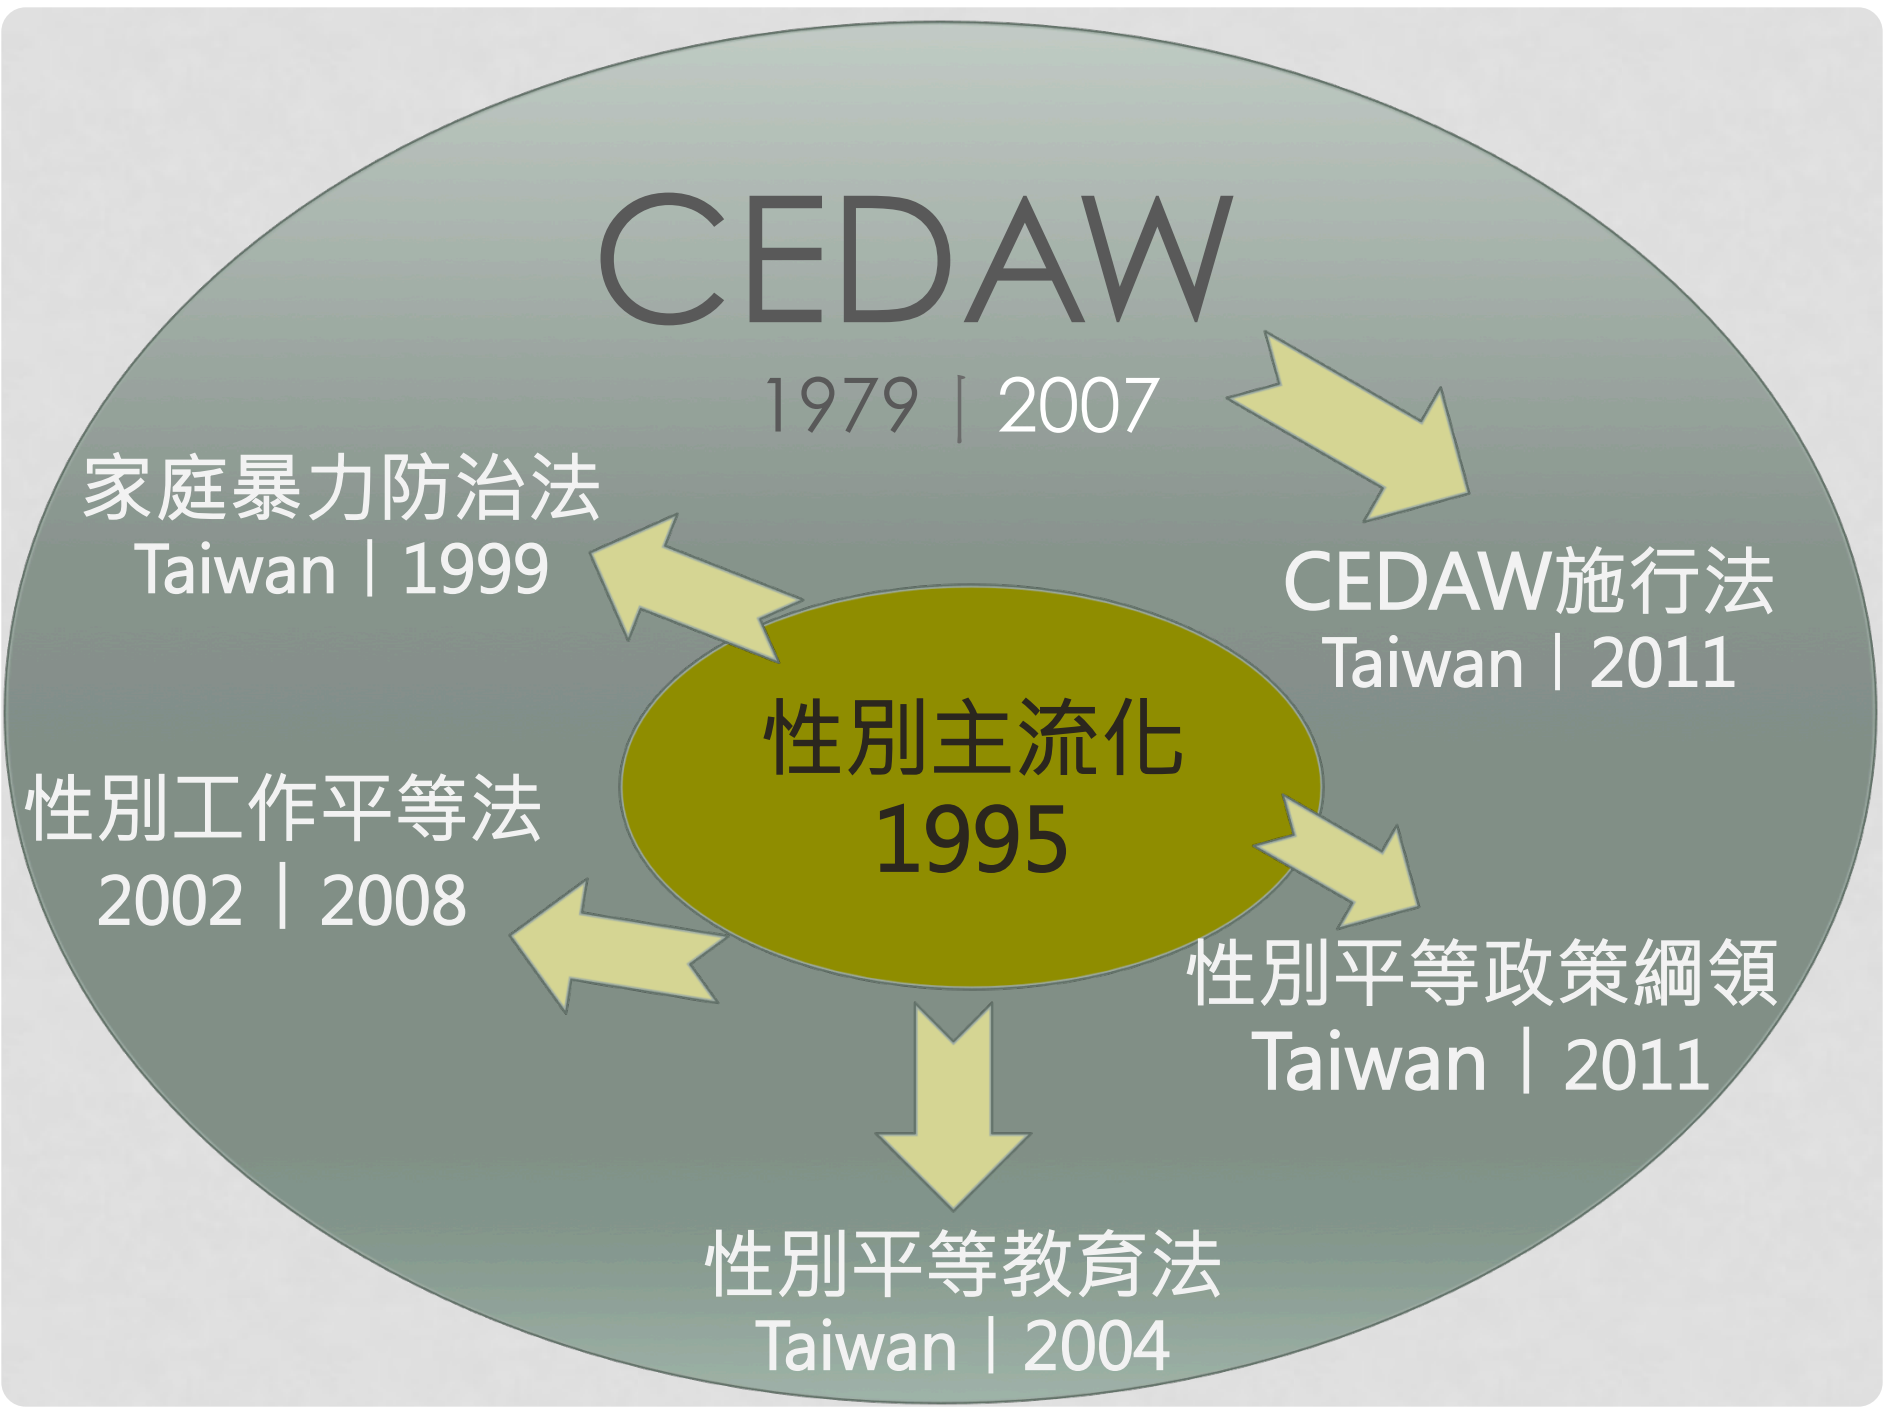 CEDAW
1979 | 2007
家庭暴力防治法
Taiwan｜1999
CEDAW施行法
Taiwan｜2011
性別主流化
1995
性別工作平等法
2002｜2008
性別平等政策綱領
Taiwan｜2011
性別平等教育法
Taiwan｜2004